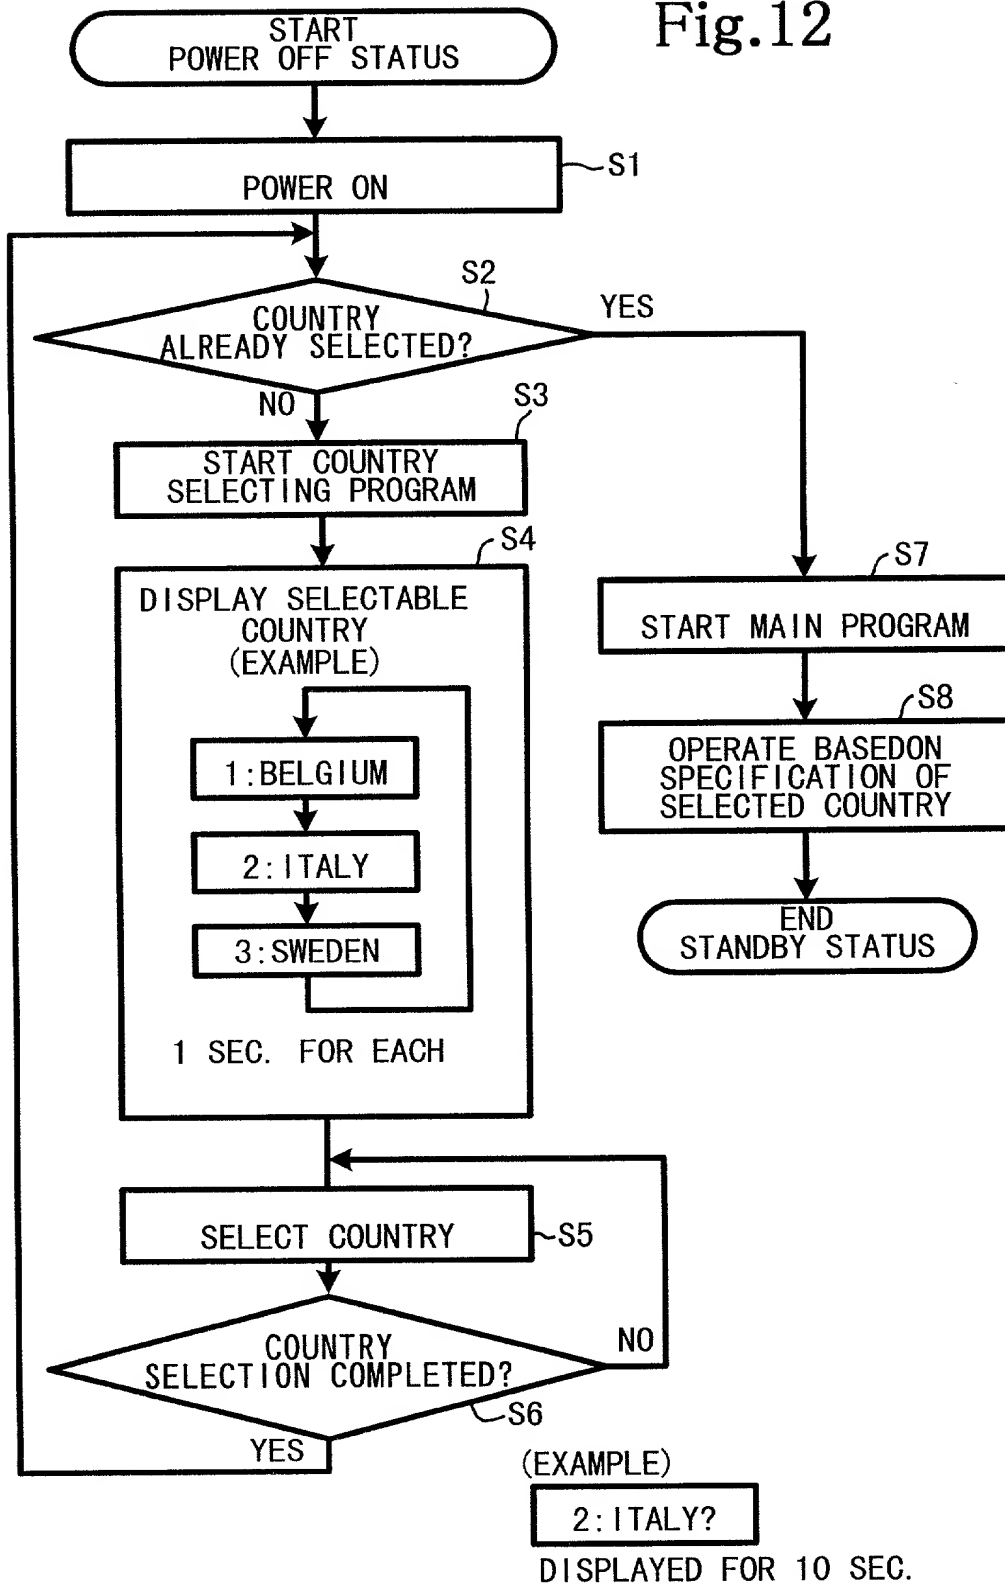 Fig.12
START
POWER OFF STATUS
POWER ON
S1
S2
COUNTRY
ALREADY SELECTED?
YES
NO
S3
START COUNTRY
SELECTING PROGRAM
S4
DISPLAY SELECTABLE
COUNTRY
(EXAMPLE)
1:BELGIUM
2:ITALY
3:SWEDEN
1 SEC. FOR EACH
S7
START MAIN PROGRAM
S8
OPERATE BASEDON
SPECIFICATION OF
SELECTED COUNTRY
END
STANDBY STATUS
SELECT COUNTRY
S5
COUNTRY
SELECTION COMPLETED?
NO
S6
YES
(EXAMPLE)
2:ITALY?
DISPLAYED FOR 10 SEC.